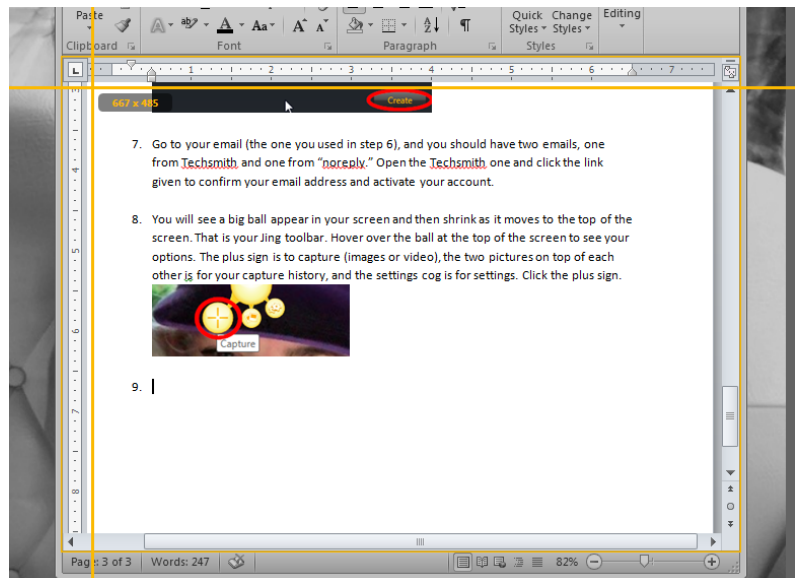 Paste
Quick Change
Styles Styles
Editing
Clipboard
Font
Paragraph
Styles
1 2 3 4 5 6 7
667 x 485
Create
7. Go to your email (the one you used in step 6), and you should have two emails, one
from Techsmith and one from “noreply.” Open the Techsmith one and click the link
given to confirm your email address and activate your account.
8. You will see a big ball appear in your screen and then shrink as it moves to the top of the
screen. That is your Jing toolbar. Hover over the ball at the top of the screen to see your
options. The plus sign is to capture (images or video), the two pictures on top of each
other is for your capture history, and the settings cog is for settings. Click the plus sign.
Capture
9.
Page: 3 of 3 Words: 247 82%